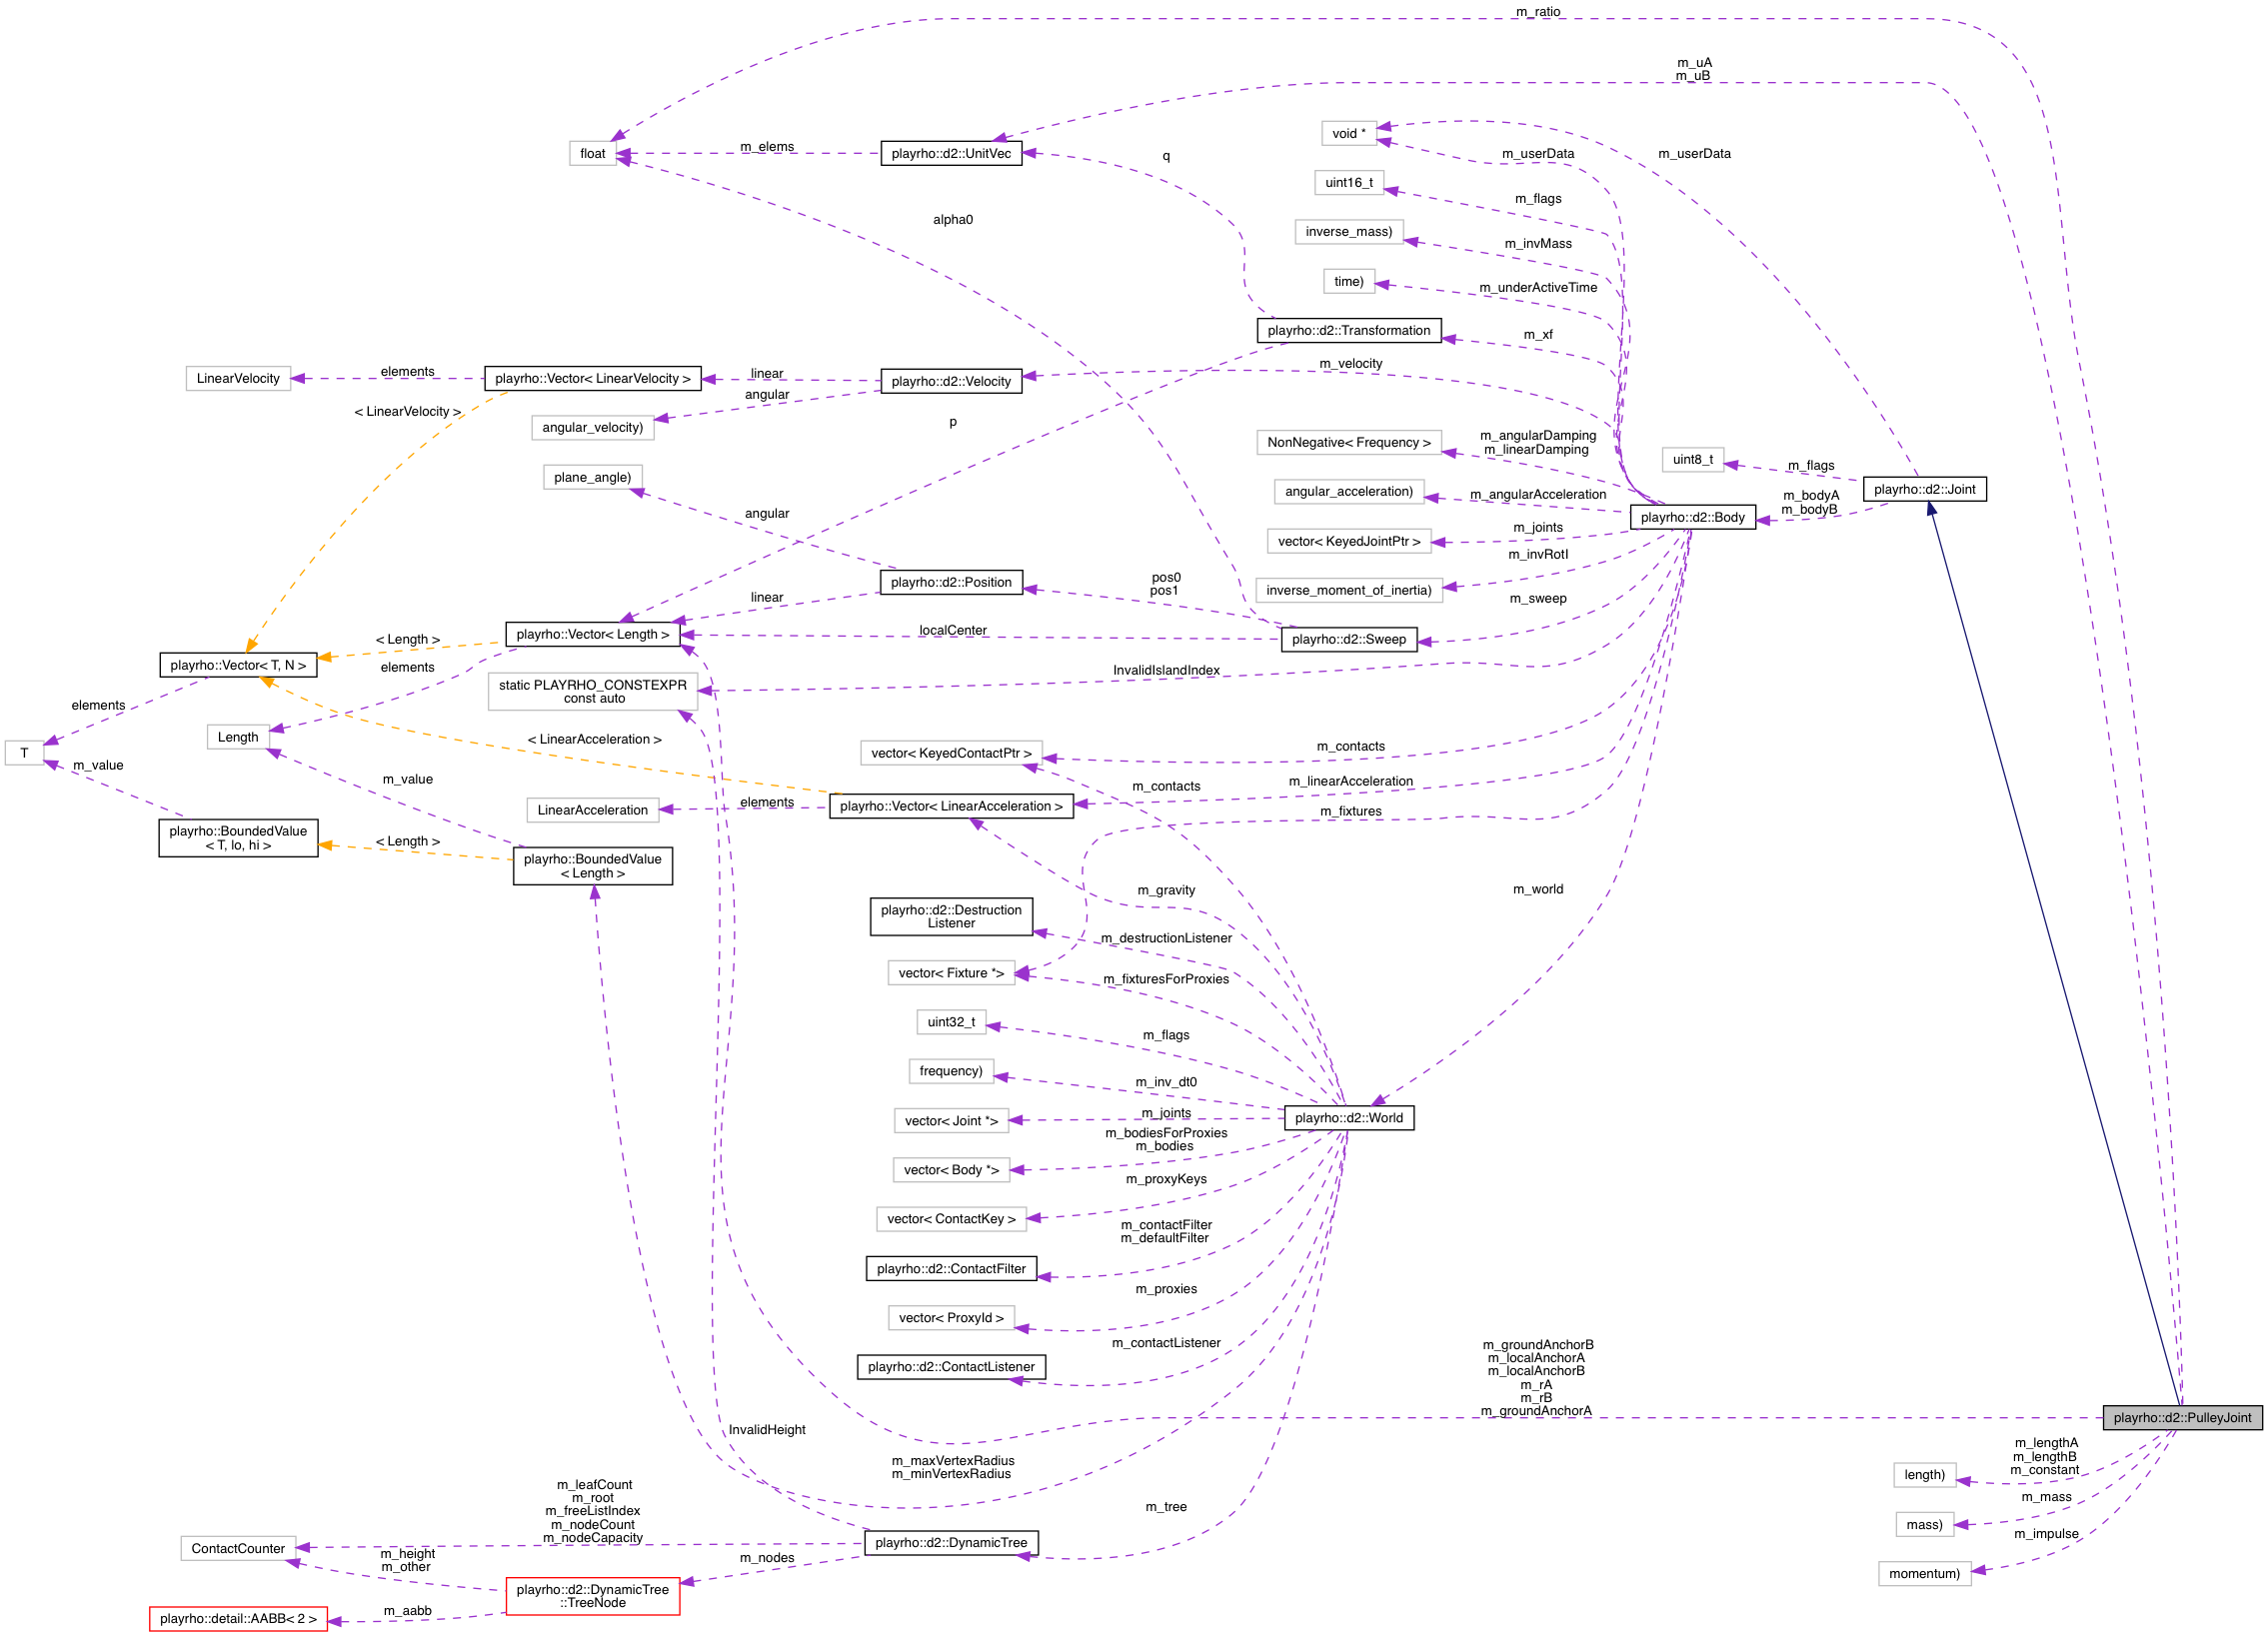 m_ratio
m_uA
m_uB
void *
m_userData
m_userData
float
m_elems
playrho::d2::UnitVec
q
uint16_t
m_flags
alpha0
inverse_mass)
m_invMass
time)
m_underActiveTime
playrho::d2::Transformation
m_xf
LinearVelocity
elements
playrho::Vector< LinearVelocity >
linear
playrho::d2::Velocity
m_velocity
angular
< LinearVelocity >
angular_velocity)
p
NonNegative< Frequency >
m_angularDamping
m_linearDamping
uint8_t
m_flags
playrho::d2::Joint
plane_angle)
angular_acceleration)
m_angularAcceleration
m_bodyA
m_bodyB
playrho::d2::Body
angular
vector< KeyedJointPtr >
m_joints
m_invRotI
playrho::d2::Position
pos0
pos1
inverse_moment_of_inertia)
linear
m_sweep
playrho::Vector< Length >
localCenter
playrho::d2::Sweep
< Length >
playrho::Vector< T, N >
elements
InvalidIslandIndex
static PLAYRHO_CONSTEXPR
const auto
elements
Length
< LinearAcceleration >
vector< KeyedContactPtr >
m_contacts
T
m_value
m_value
m_contacts
m_linearAcceleration
LinearAcceleration
elements
playrho::Vector< LinearAcceleration >
m_fixtures
playrho::BoundedValue
< T, lo, hi >
< Length >
playrho::BoundedValue
< Length >
m_gravity
m_world
playrho::d2::Destruction
Listener
m_destructionListener
vector< Fixture *>
m_fixturesForProxies
uint32_t
m_flags
frequency)
m_inv_dt0
vector< Joint *>
m_joints
playrho::d2::World
m_bodiesForProxies
m_bodies
vector< Body *>
m_proxyKeys
vector< ContactKey >
m_contactFilter
m_defaultFilter
playrho::d2::ContactFilter
m_proxies
vector< ProxyId >
m_contactListener
playrho::d2::ContactListener
m_groundAnchorB
m_localAnchorA
m_localAnchorB
m_rA
m_rB
m_groundAnchorA
playrho::d2::PulleyJoint
InvalidHeight
m_maxVertexRadius
m_minVertexRadius
m_lengthA
m_lengthB
m_constant
length)
m_mass
mass)
m_impulse
momentum)
m_leafCount
m_root
m_freeListIndex
m_nodeCount
m_nodeCapacity
m_tree
ContactCounter
playrho::d2::DynamicTree
m_height
m_other
m_nodes
playrho::d2::DynamicTree
::TreeNode
m_aabb
playrho::detail::AABB< 2 >